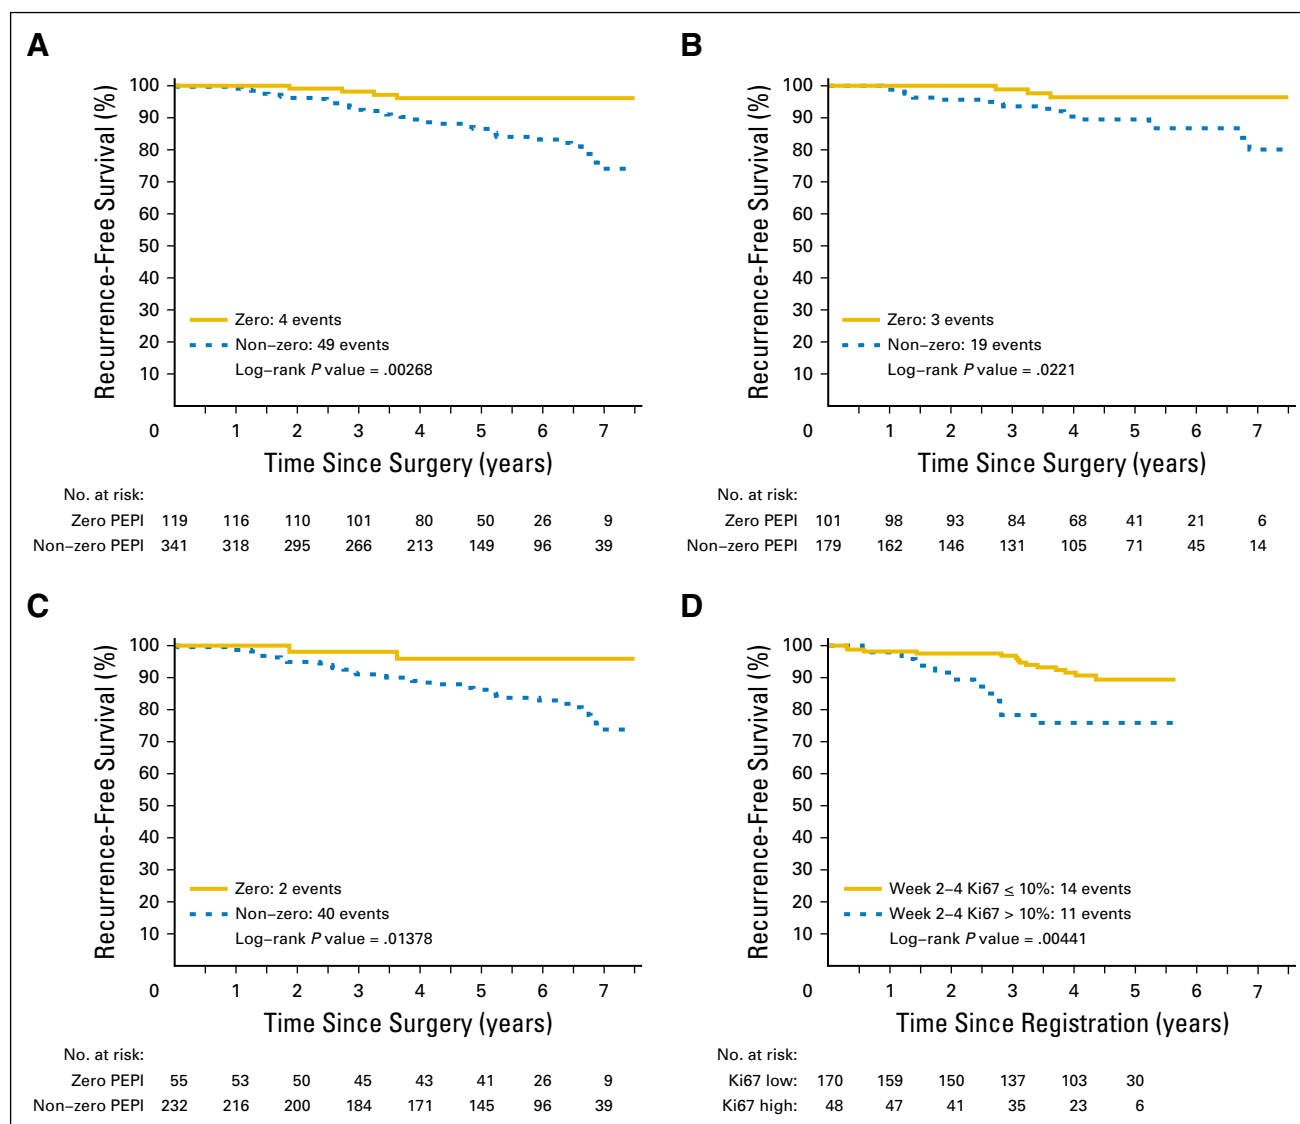 A
Recurrence-Free Survival (%)
100
90
80
70
60
50
40
30
20
10
Zero: 4 events
Non–zero: 49 events
Log–rank P value = .00268
0 1 2 3 4 5 6 7
Time Since Surgery (years)
No. at risk:
Zero PEPI 119 116 110 101 80 50 26 9
Non–zero PEPI 341 318 295 266 213 149 96 39
B
Recurrence-Free Survival (%)
100
90
80
70
60
50
40
30
20
10
Zero: 3 events
Non–zero: 19 events
Log–rank P value = .0221
0 1 2 3 4 5 6 7
Time Since Surgery (years)
No. at risk:
Zero PEPI 101 98 93 84 68 41 21 6
Non–zero PEPI 179 162 146 131 105 71 45 14
C
Recurrence-Free Survival (%)
100
90
80
70
60
50
40
30
20
10
Zero: 2 events
Non–zero: 40 events
Log–rank P value = .01378
0 1 2 3 4 5 6 7
Time Since Surgery (years)
No. at risk:
Zero PEPI 55 53 50 45 43 41 26 9
Non–zero PEPI 232 216 200 184 171 145 96 39
D
Recurrence-Free Survival (%)
100
90
80
70
60
50
40
30
20
10
Week 2–4 Ki67 ≤ 10%: 14 events
Week 2–4 Ki67 > 10%: 11 events
Log–rank P value = .00441
0 1 2 3 4 5 6 7
Time Since Registration (years)
No. at risk:
Ki67 low: 170 159 150 137 103 30
Ki67 high: 48 47 41 35 23 6